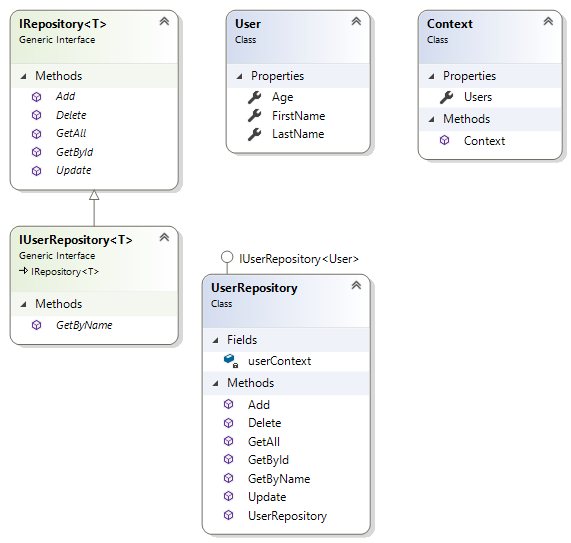 IRepository<T>
Generic Interface
Methods
Add
Delete
GetAll
GetById
Update
User
Class
Properties
Age
FirstName
LastName
Context
Class
Properties
Users
Methods
Context
IUserRepository<T>
Generic Interface
IRepository<T>
Methods
GetByName
IUserRepository<User>
UserRepository
Class
Fields
userContext
Methods
Add
Delete
GetAll
GetById
GetByName
Update
UserRepository